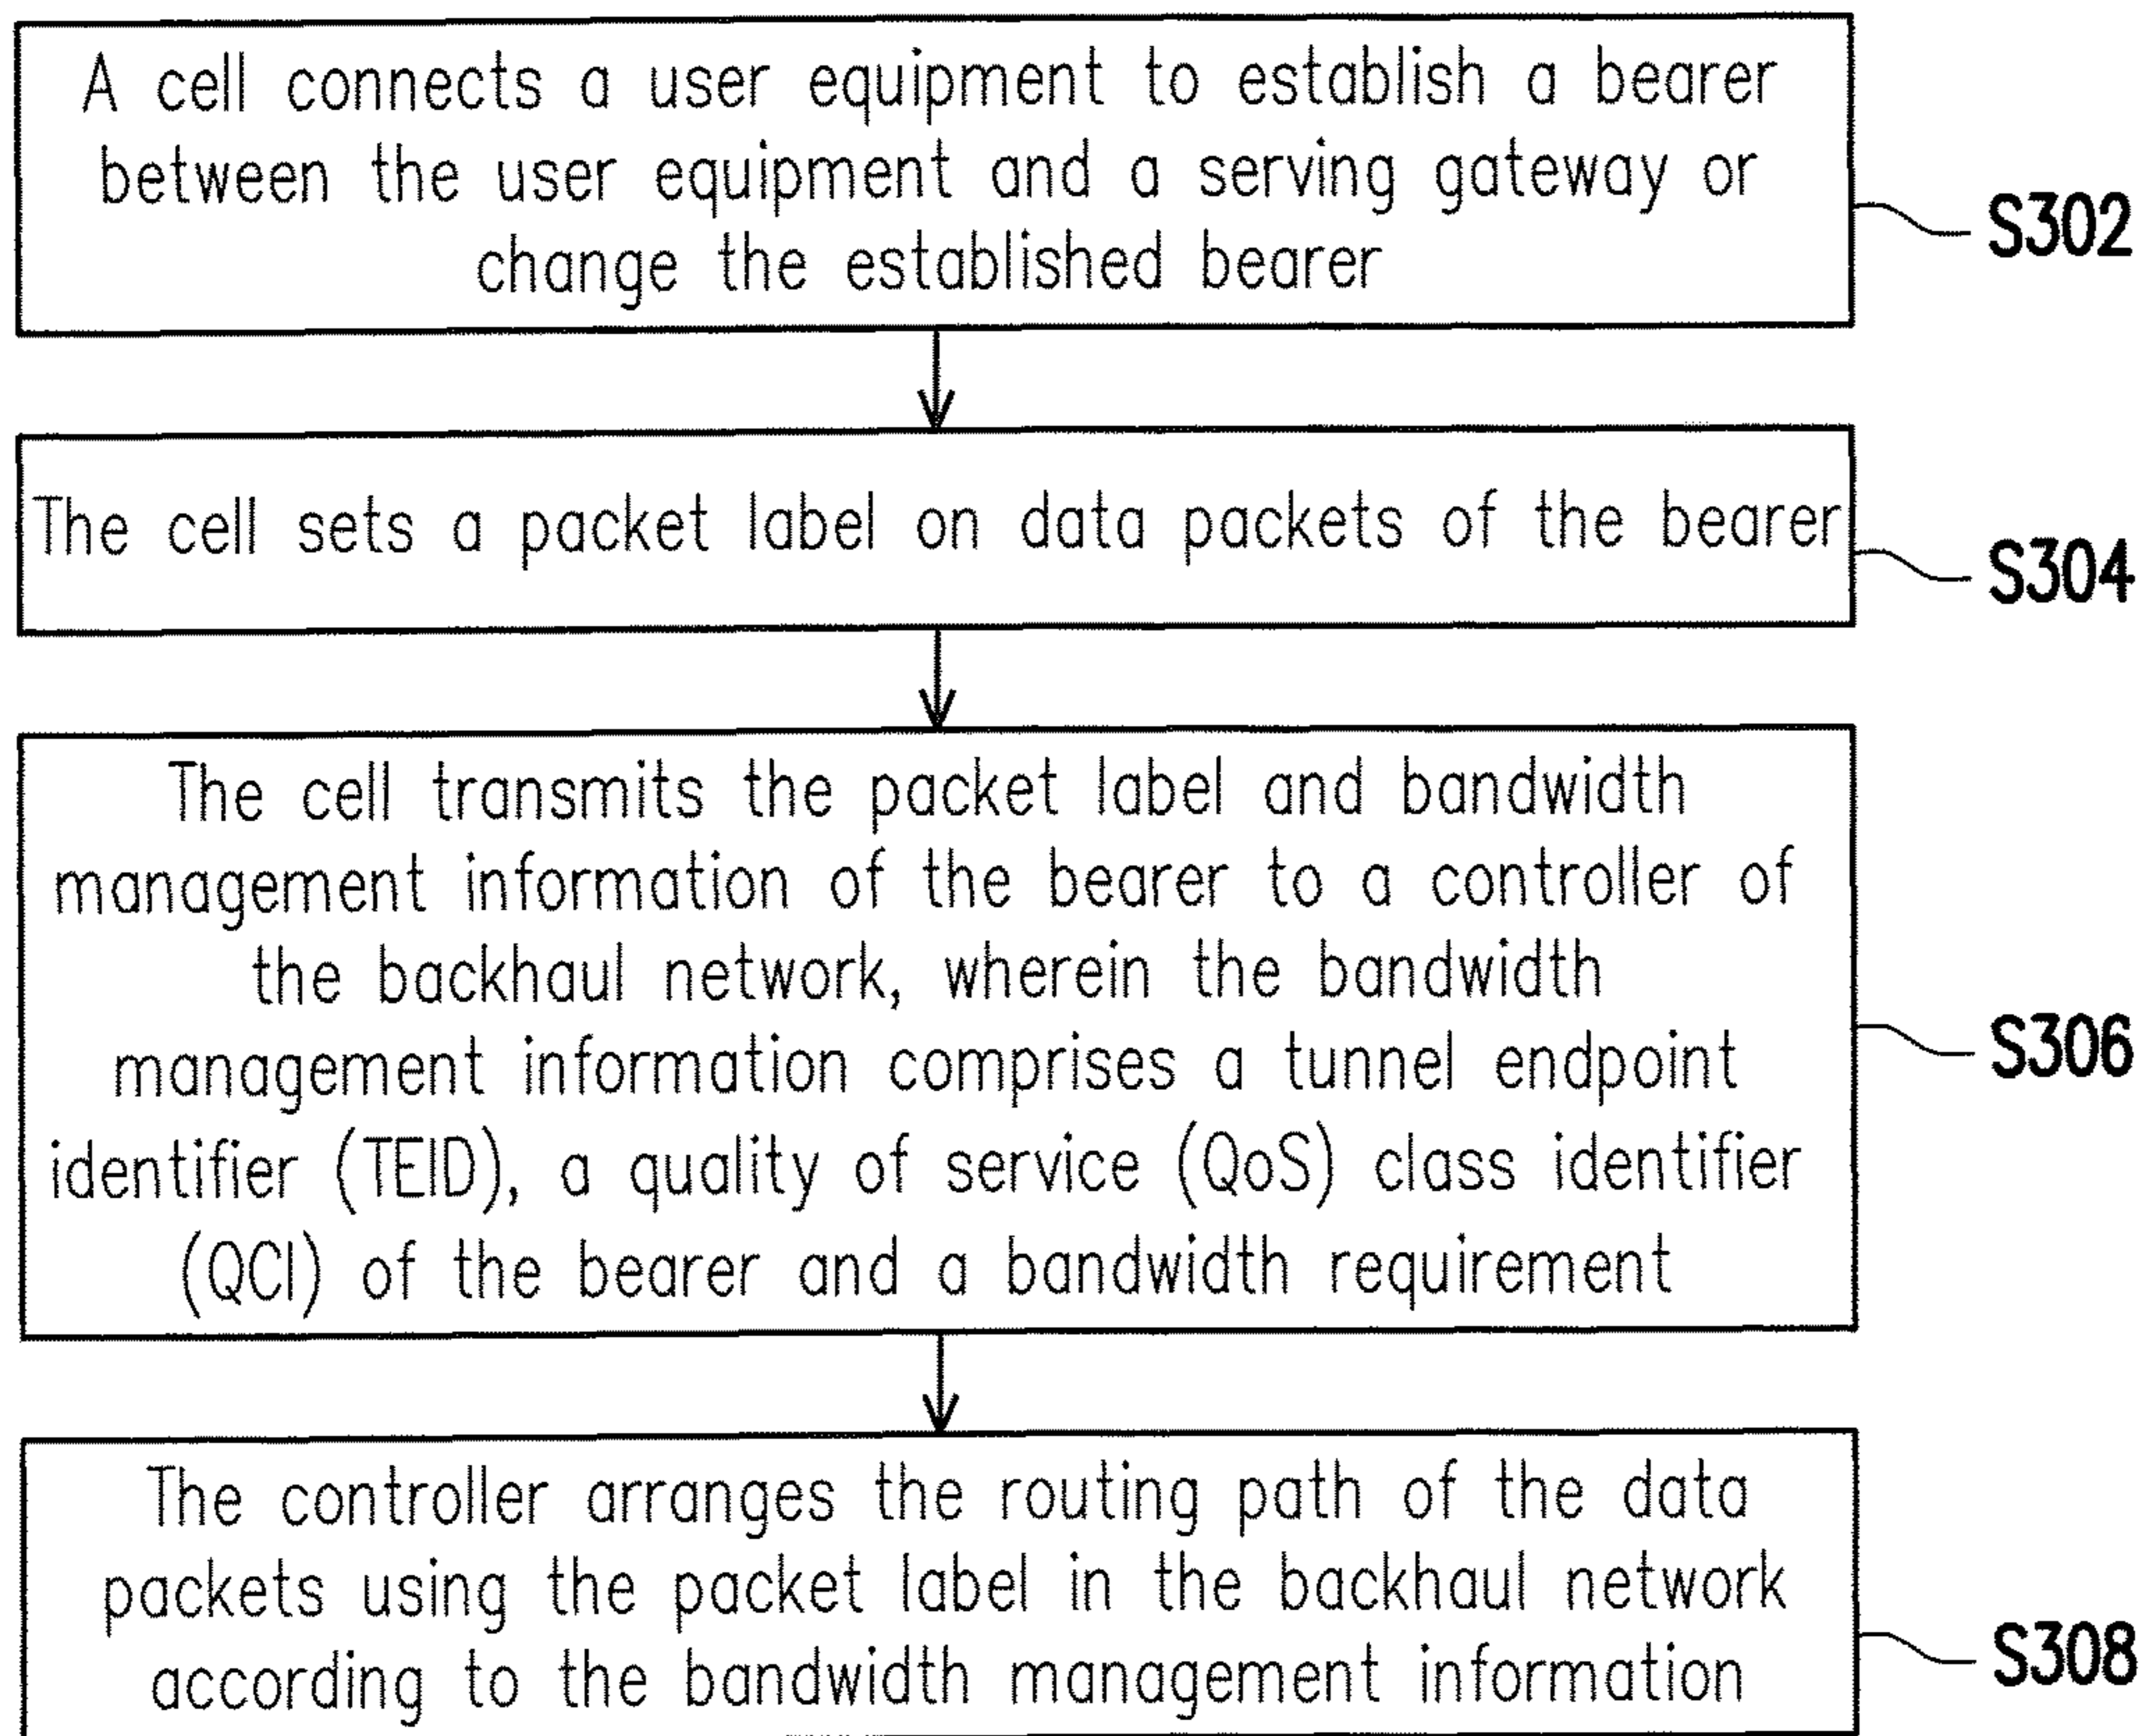 A cell connects a user equipment to establish a bearer
between the user equipment and a serving gateway or
change the established bearer
S302
The cell sets a packet label on data packets of the bearer
S304
The cell transmits the packet label and bandwidth
management information of the bearer to a controller of
the backhaul network, wherein the bandwidth
management information comprises a tunnel endpoint
identifier (TEID), a quality of service (QoS) class identifier
(QCI) of the bearer and a bandwidth requirement
S306
The controller arranges the routing path of the data
packets using the packet label in the backhaul network
according to the bandwidth management information
S308